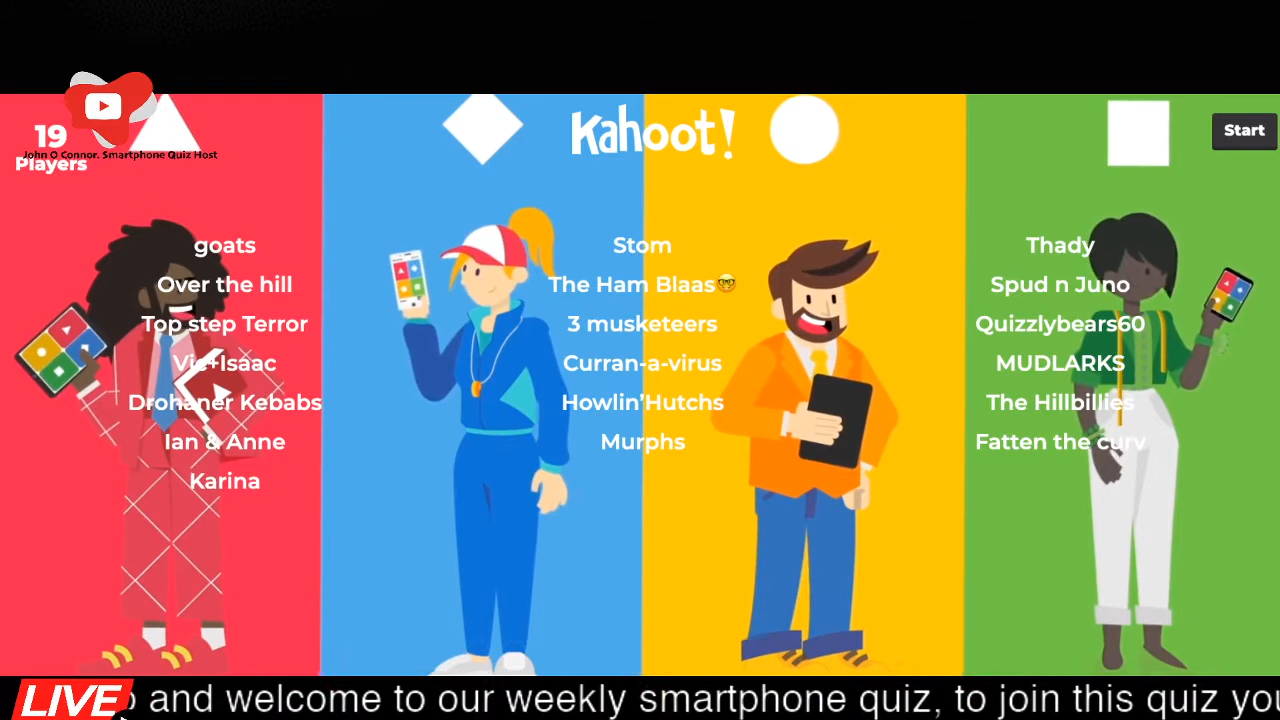 Kahoot!
Start
19
Players
John O Connor. Smartphone Quiz Host
goats
Stom
Thady
Over the hill
The Ham Blaas🤓
Spud n Juno
Top step Terror
3 musketeers
Quizzlybears60
Vic+Isaac
Curran-a-virus
MUDLARKS
Drohaner Kebabs
Howlin'Hutchs
The Hillbillies
Ian & Anne
Murphs
Fatten the curv
Karina
LIVE
and welcome to our weekly smartphone quiz, to join this quiz you